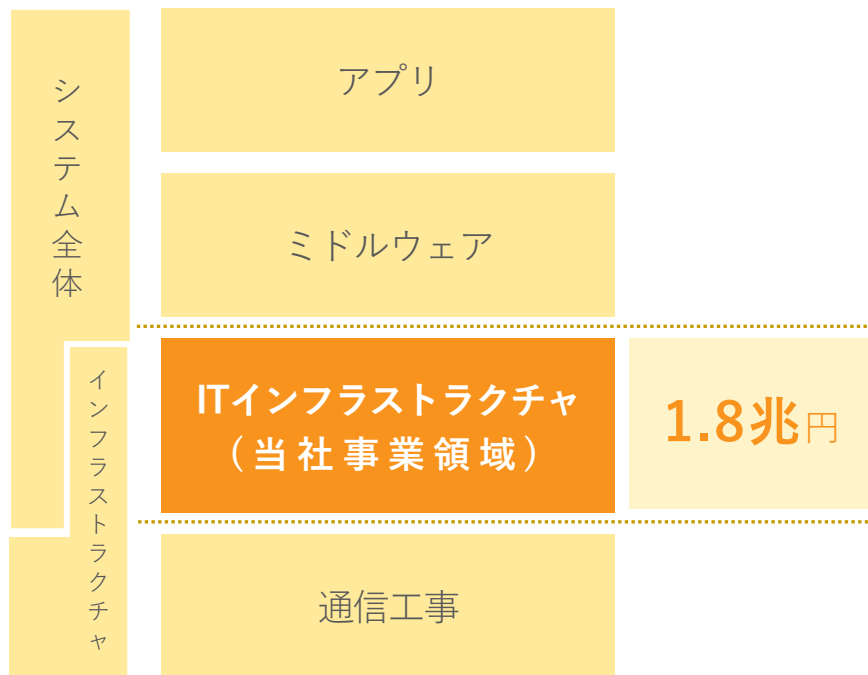 システム全体
アプリ
ミドルウェア
インフラストラクチャ
ITインフラストラクチャ
（当社事業領域）
1.8兆円
通信工事